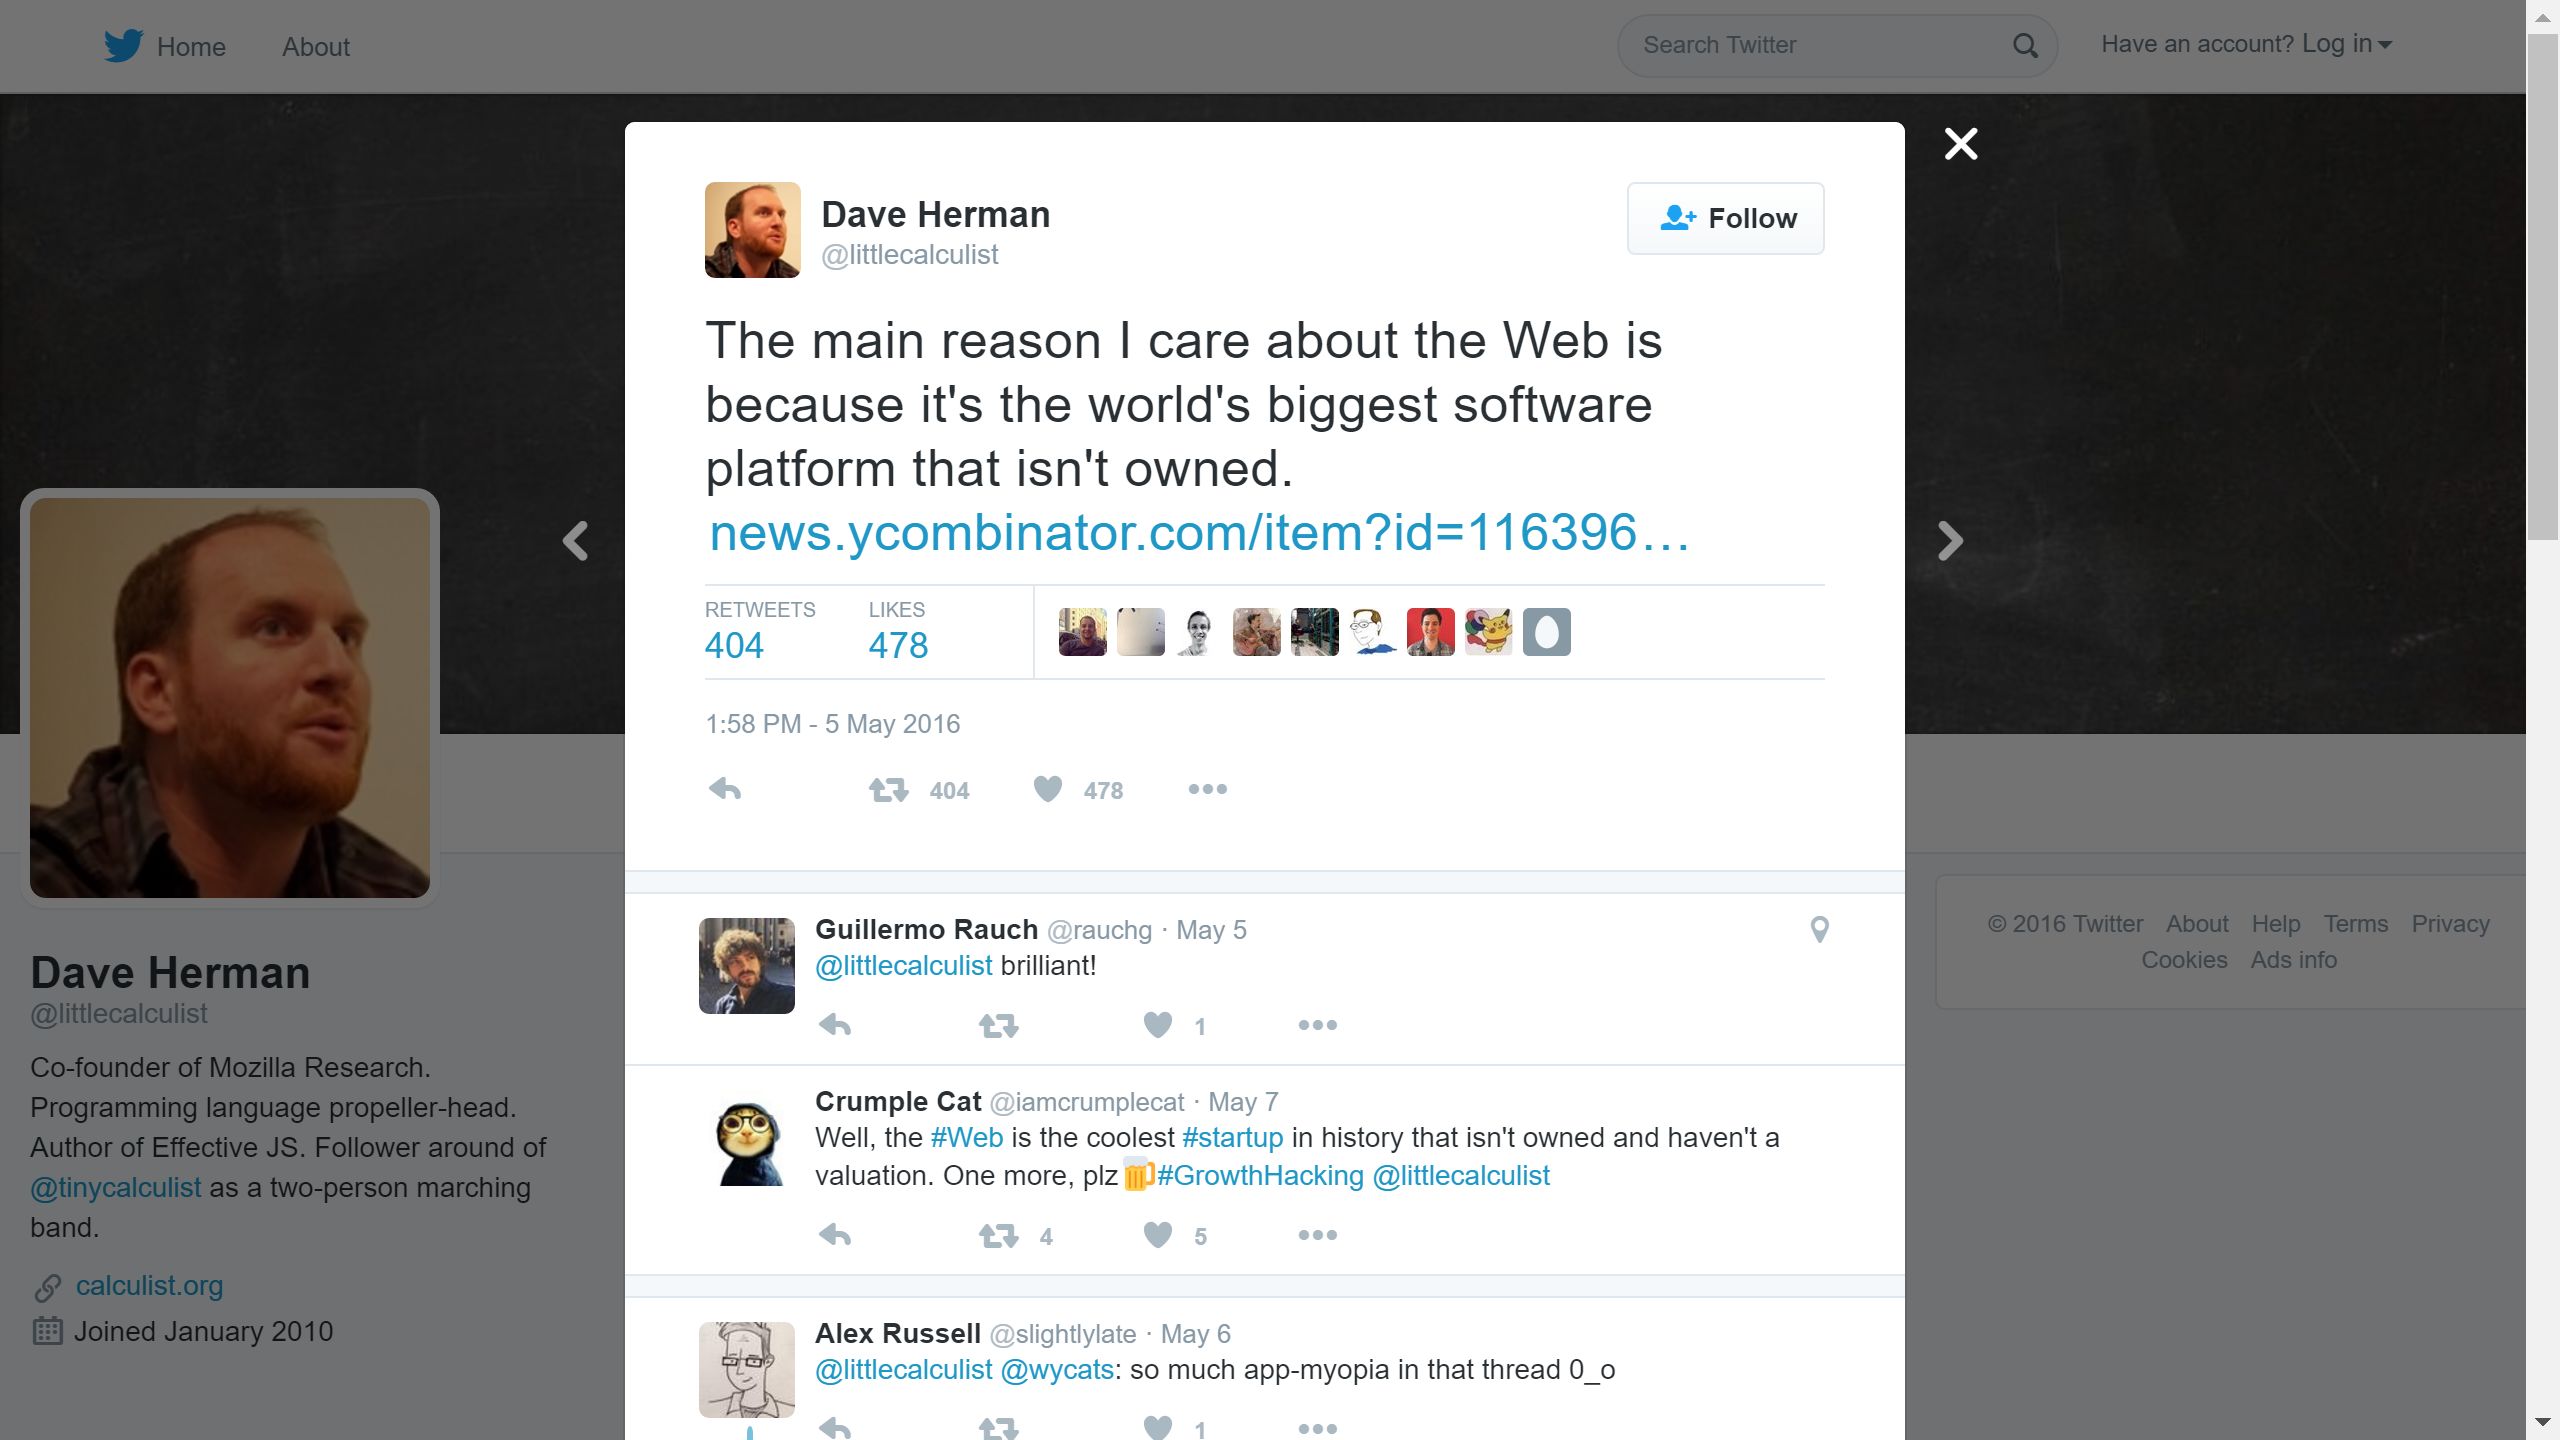 Home
About
Search Twitter
Have an account? Log in
Dave Herman
@littlecalculist
Follow
The main reason I care about the Web is
because it's the world's biggest software
platform that isn't owned.
news.ycombinator.com/item?id=116396…
RETWEETS
404
LIKES
478
1:58 PM - 5 May 2016
404
478
Guillermo Rauch @rauchg · May 5
@littlecalculist brilliant!
1
Crumple Cat @iamcrumplecat · May 7
Well, the #Web is the coolest #startup in history that isn't owned and haven't a
valuation. One more, plz🍺#GrowthHacking @littlecalculist
4
5
Alex Russell @slightlylate · May 6
@littlecalculist @wycats: so much app-myopia in that thread 0_o
1
Dave Herman
@littlecalculist
Co-founder of Mozilla Research.
Programming language propeller-head.
Author of Effective JS. Follower around of
@tinycalculist as a two-person marching
band.
calculist.org
Joined January 2010
© 2016 Twitter About Help Terms Privacy
Cookies Ads info